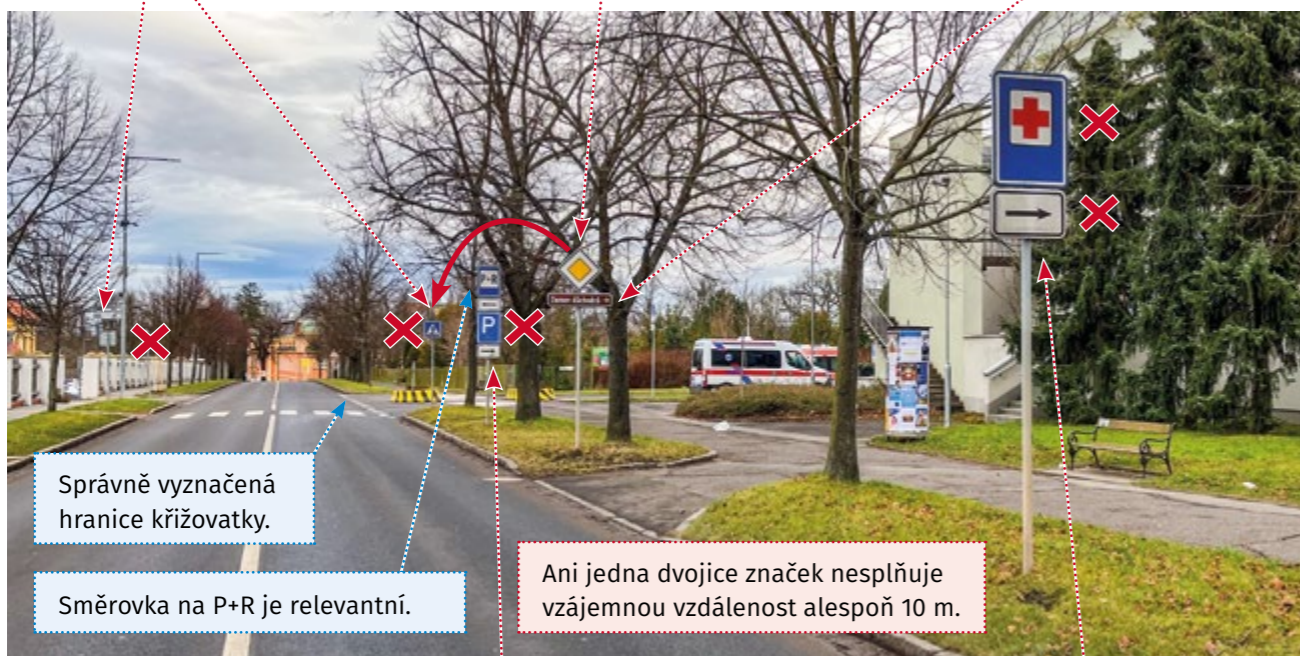 P
Správně vyznačená
hranice křižovatky.
Směrovka na P+R je relevantní.
Ani jedna dvojice značek nesplňuje
vzájemnou vzdálenost alespoň 10 m.